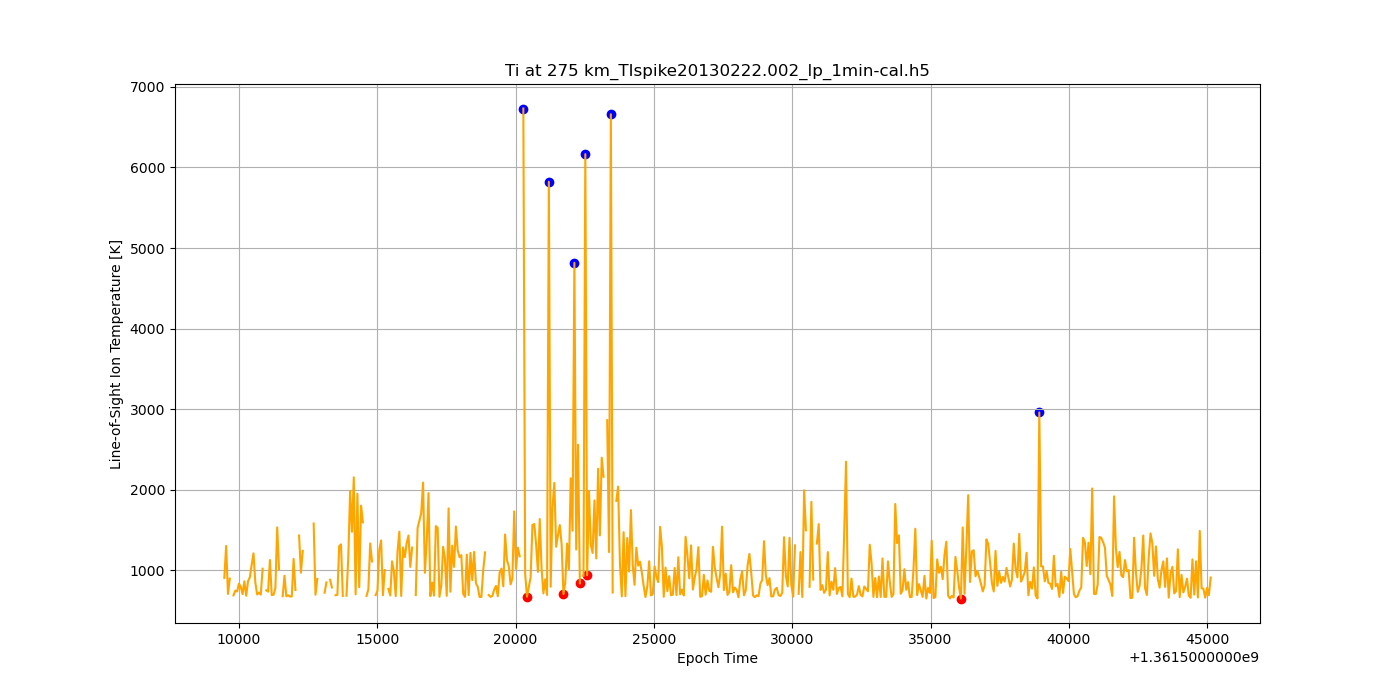 Ti at 275 km_TIspike20130222.002_lp_1min-cal.h5
7000
6000
5000
4000
3000
2000
1000
Line-of-Sight Ion Temperature [K]
10000 15000 20000 25000 30000 35000 40000 45000
Epoch Time
+1.3615000000e9